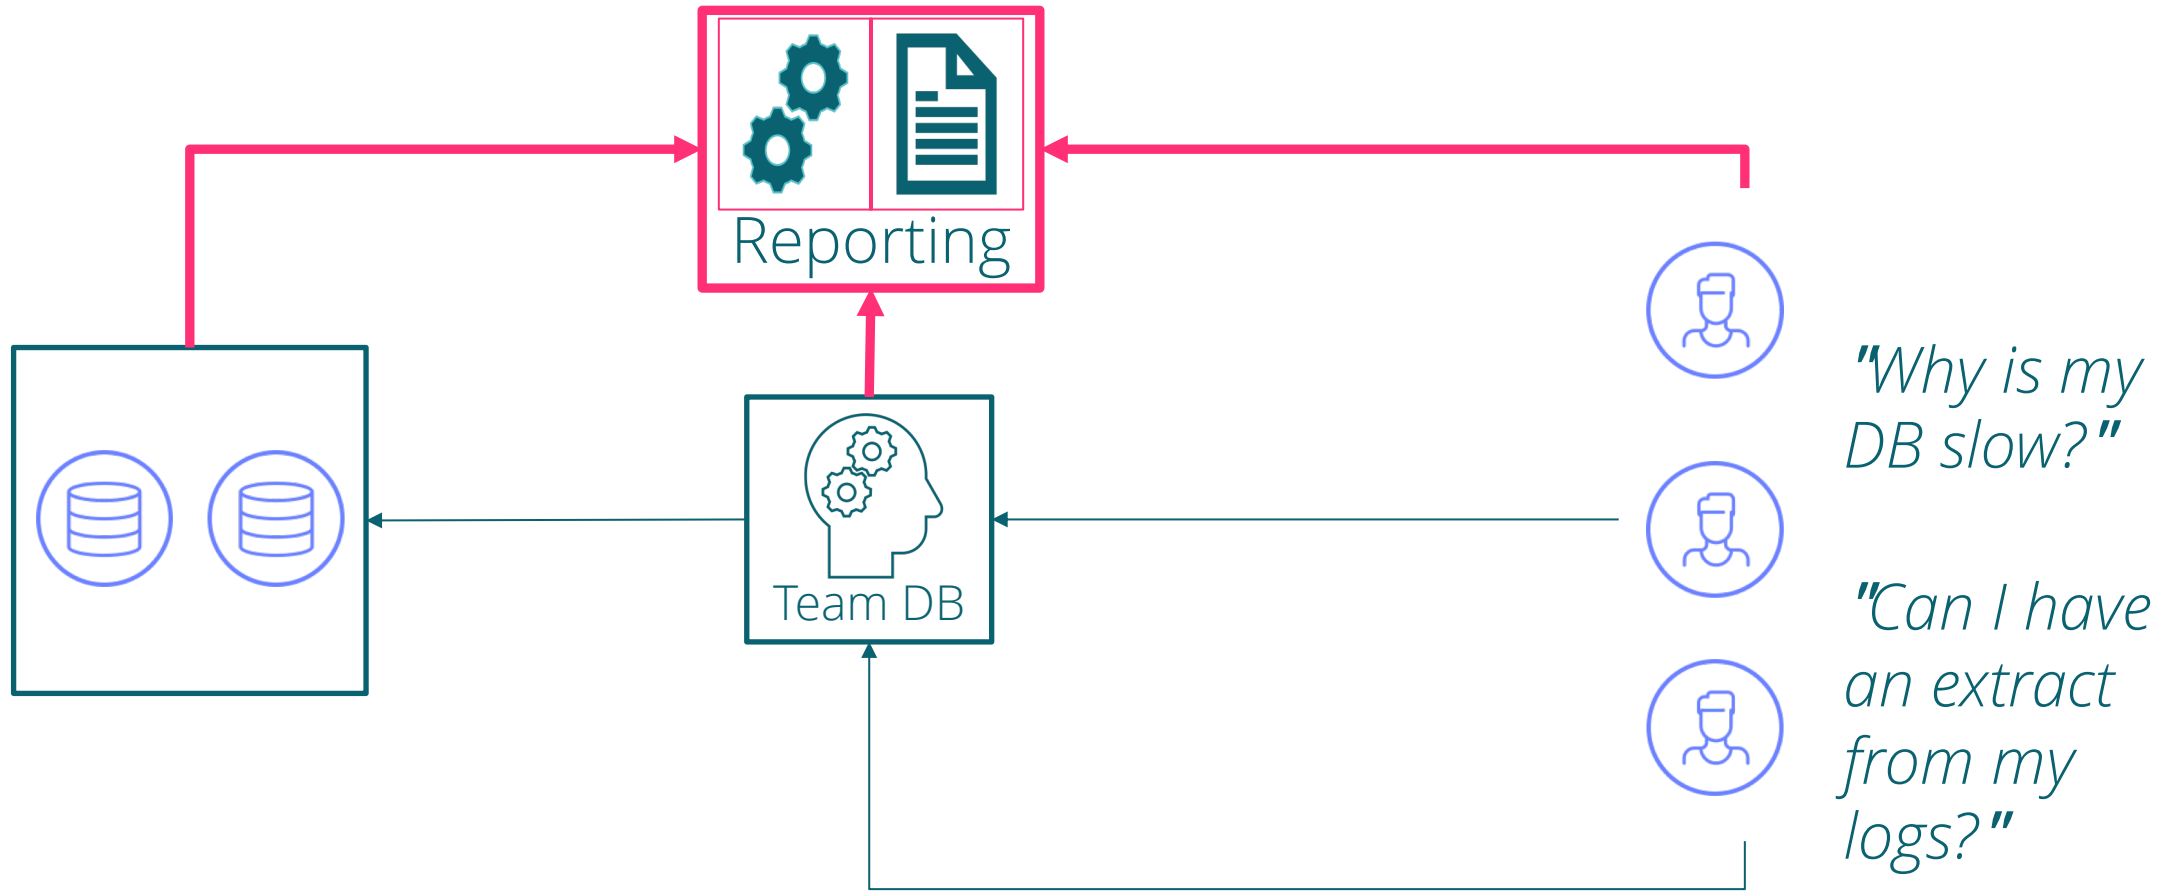 Reporting
Team DB
"Why is my
DB slow?"
"Can I have
an extract
from my
logs?"